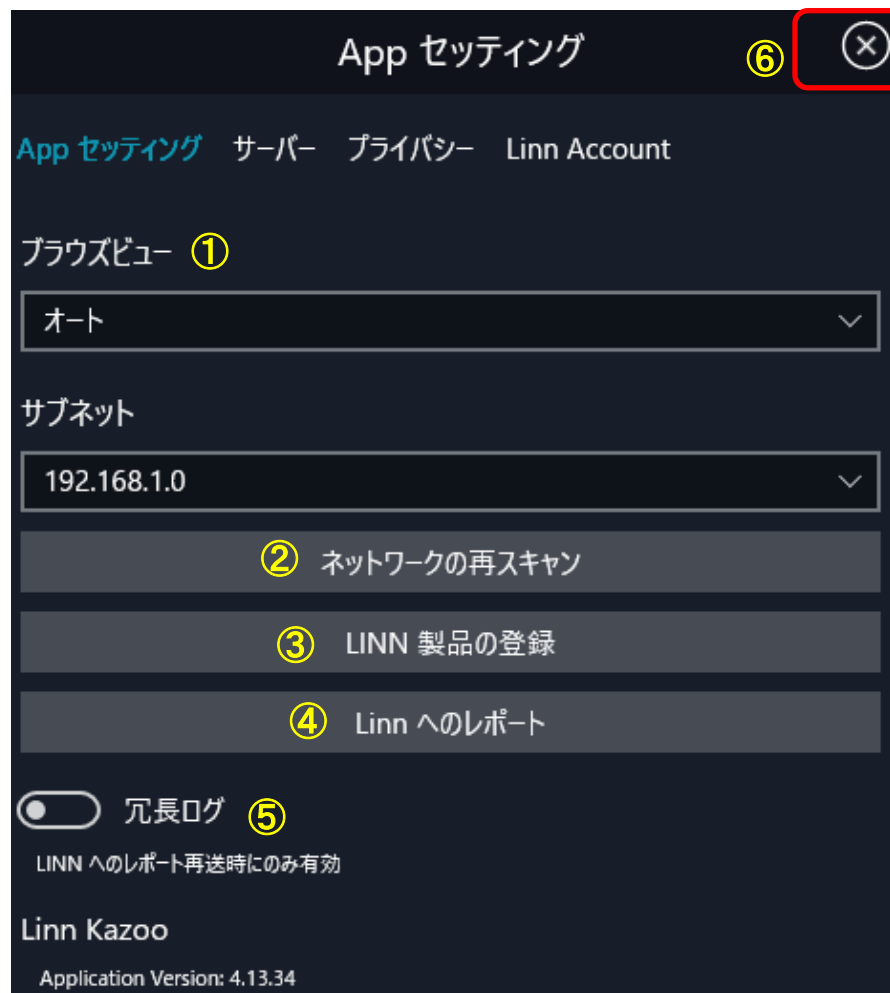 App セッティング ⑥
App セッティング サーバー プライバシー Linn Account
ブラウズビュー ①
オート
サブネット
192.168.1.0
② ネットワークの再スキャン
③ LINN 製品の登録
④ Linn へのレポート
冗長ログ ⑤
LINN へのレポート再送時にのみ有効
Linn Kazoo
Application Version: 4.13.34